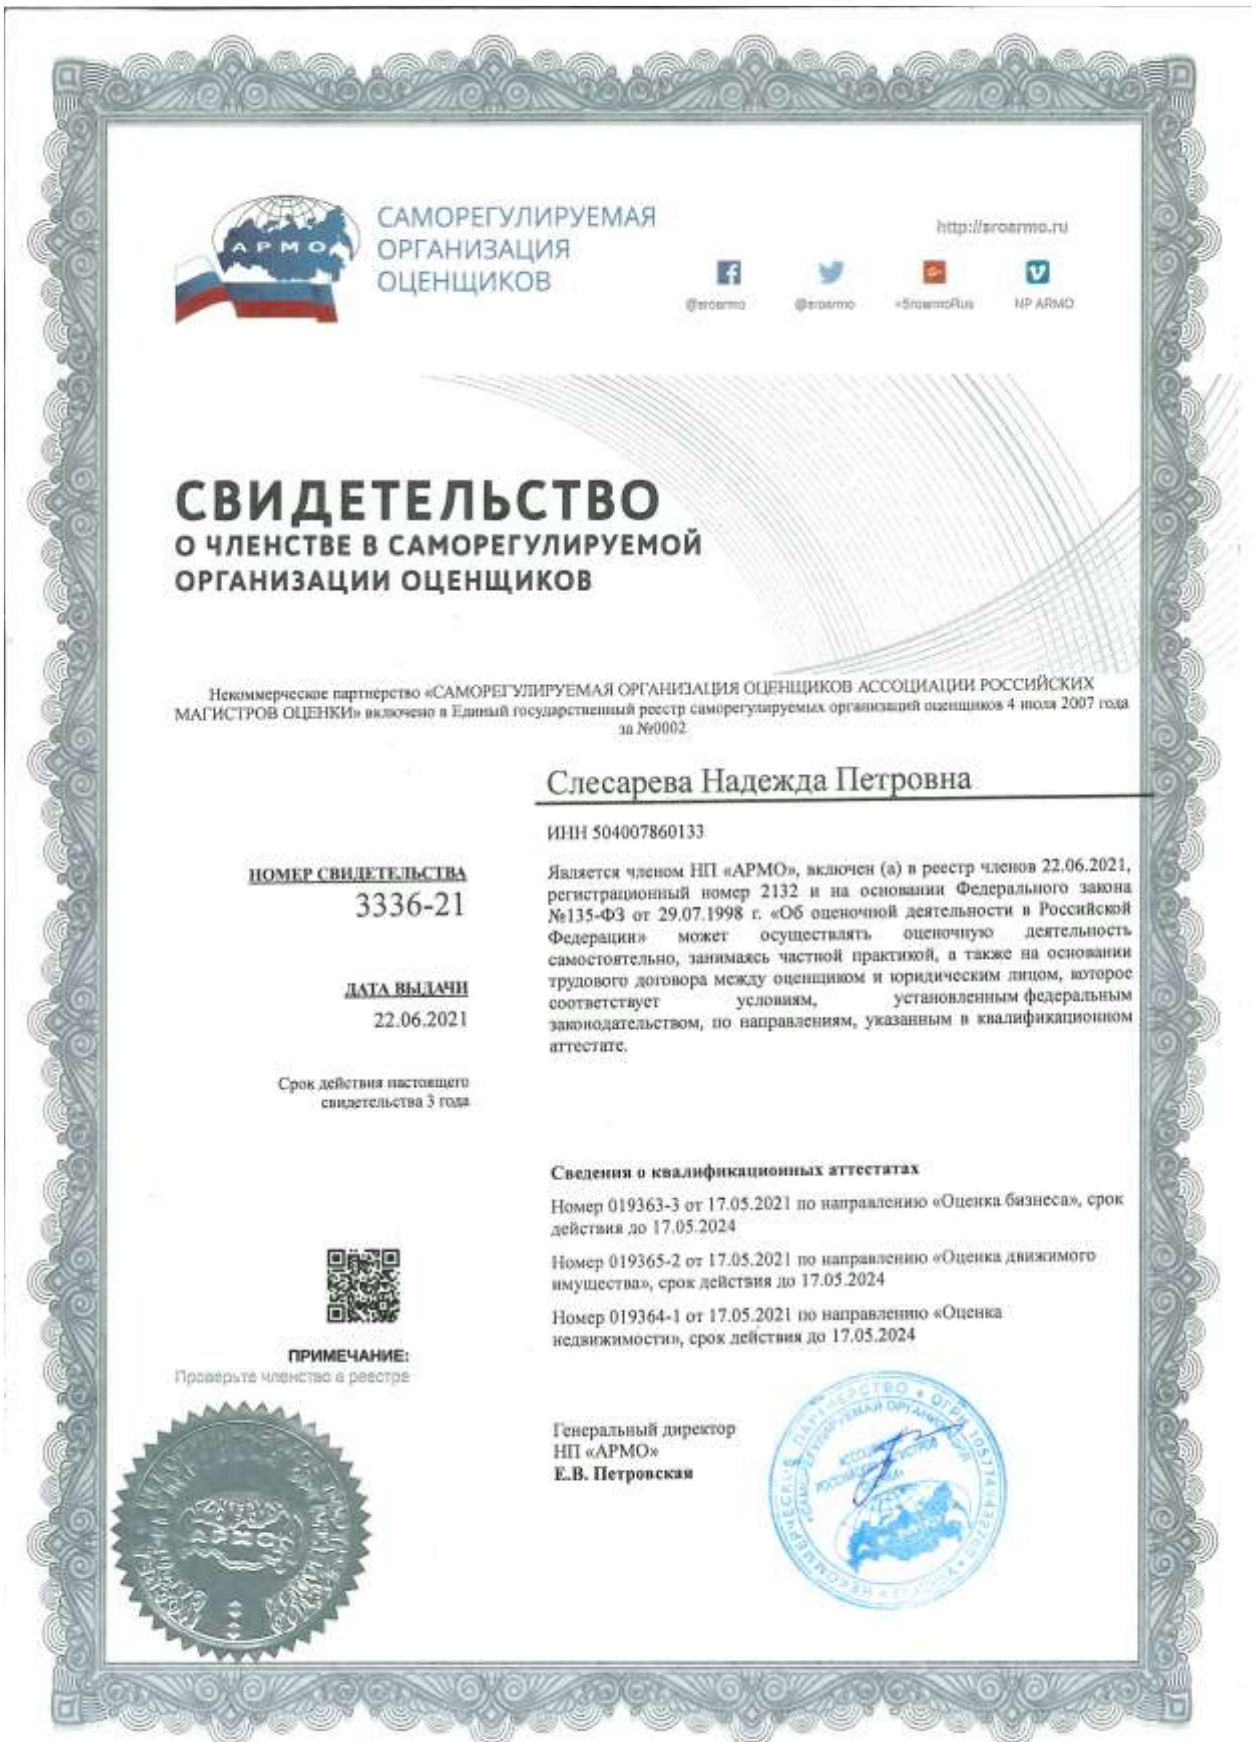 АРМО
САМОРЕГУЛИРУЕМАЯ
ОРГАНИЗАЦИЯ
ОЦЕНЩИКОВ
http://sroarmo.ru
@sroarmo @sroarmo +SroarmoRus NP ARMO
СВИДЕТЕЛЬСТВО
О ЧЛЕНСТВЕ В САМОРЕГУЛИРУЕМОЙ
ОРГАНИЗАЦИИ ОЦЕНЩИКОВ
Некоммерческое партнерство «САМОРЕГУЛИРУЕМАЯ ОРГАНИЗАЦИЯ ОЦЕНЩИКОВ АССОЦИАЦИИ РОССИЙСКИХ
МАГИСТРОВ ОЦЕНКИ» включено в Единый государственный реестр саморегулируемых организаций оценщиков 4 июля 2007 года
за №0002
Слесарева Надежда Петровна
ИНН 504007860133
НОМЕР СВИДЕТЕЛЬСТВА
3336-21
ДАТА ВЫДАЧИ
22.06.2021
Срок действия настоящего
свидетельства 3 года
Является членом НП «АРМО», включен (а) в реестр членов 22.06.2021,
регистрационный номер 2132 и на основании Федерального закона
№135-ФЗ от 29.07.1998 г. «Об оценочной деятельности в Российской
Федерации» может осуществлять оценочную деятельность
самостоятельно, занимаясь частной практикой, а также на основании
трудового договора между оценщиком и юридическим лицом, которое
соответствует условиям, установленным федеральным
законодательством, по направлениям, указанным в квалификационном
аттестате.
Сведения о квалификационных аттестатах
Номер 019363-3 от 17.05.2021 по направлению «Оценка бизнеса», срок
действия до 17.05.2024
Номер 019365-2 от 17.05.2021 по направлению «Оценка движимого
имущества», срок действия до 17.05.2024
Номер 019364-1 от 17.05.2021 по направлению «Оценка
недвижимости», срок действия до 17.05.2024
ПРИМЕЧАНИЕ:
Проверьте членство в реестре
Генеральный директор
НП «АРМО»
Е.В. Петровская